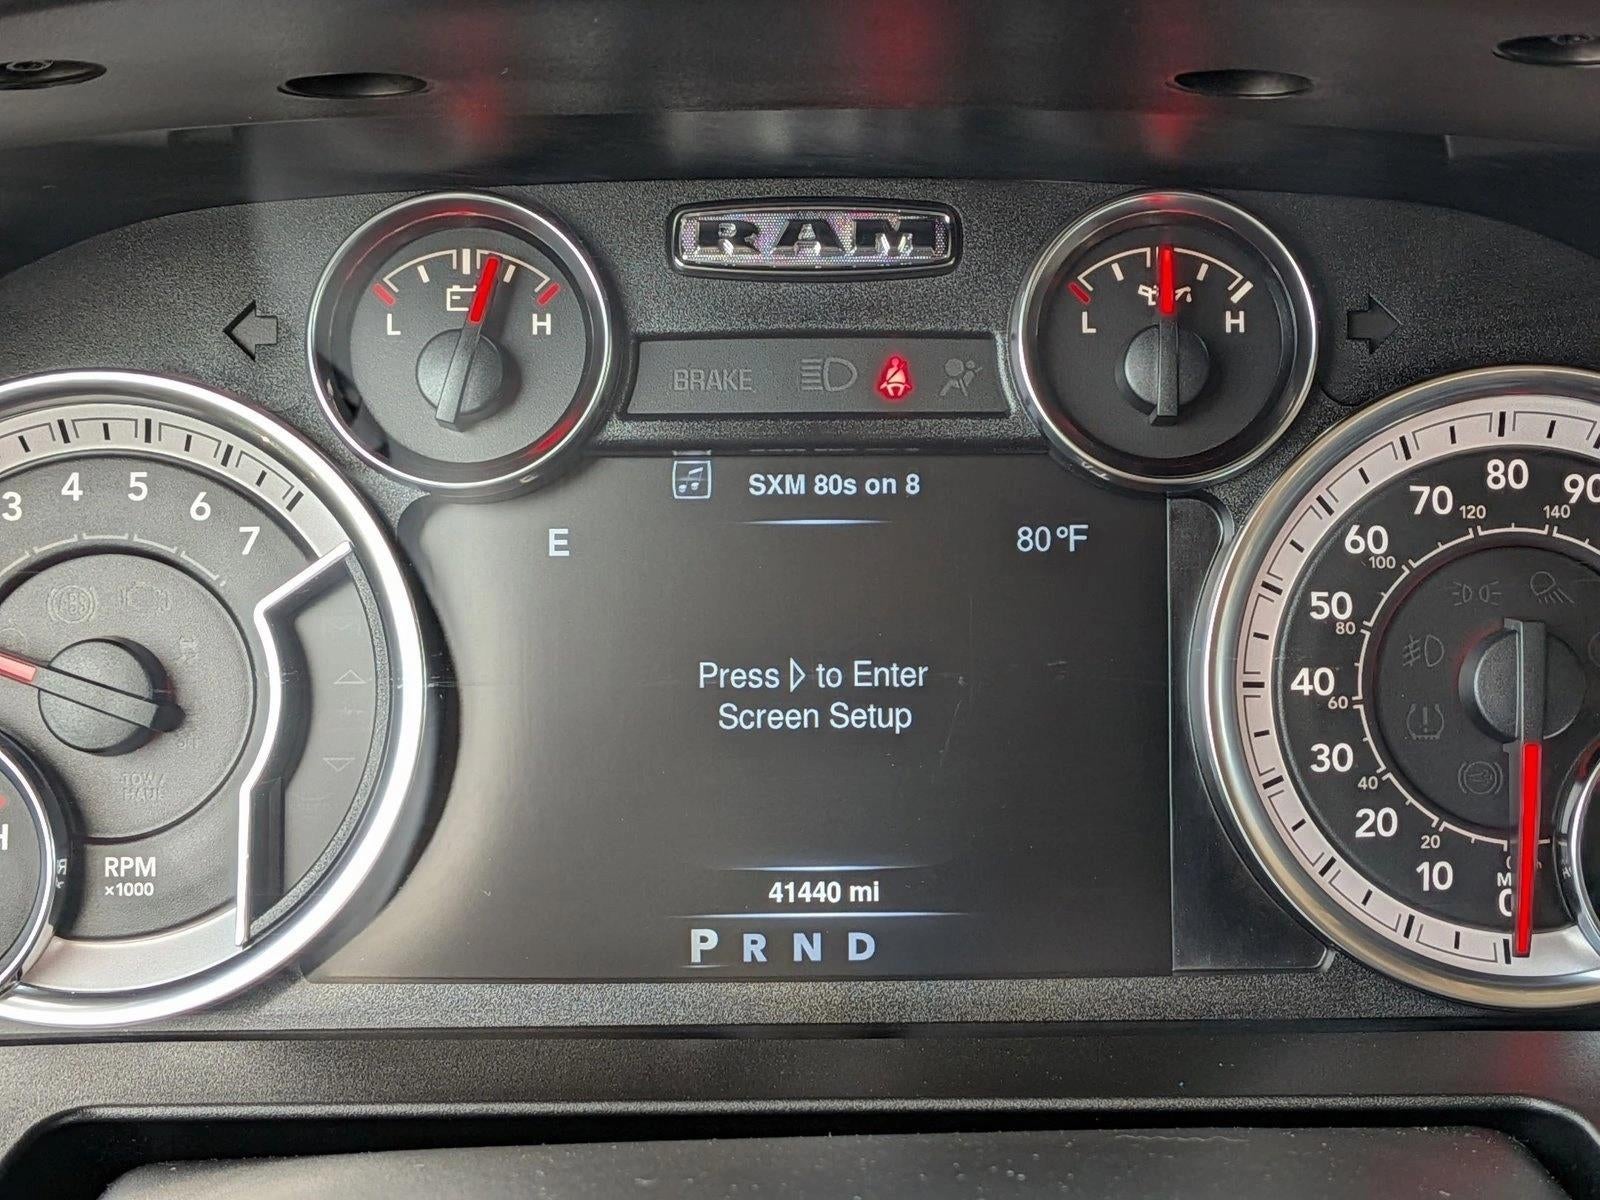 RAM
L H
L H
BRAKE
SXM 80s on 8
E 80°F
Press ▷ to Enter
Screen Setup
41440 mi
P R N D
3 4 5 6 7
ABS
TOW/
HAUL
RPM
×1000
H
0 10 20 30 40 50 60 70 80 90
20 40 60 80 100 120 140